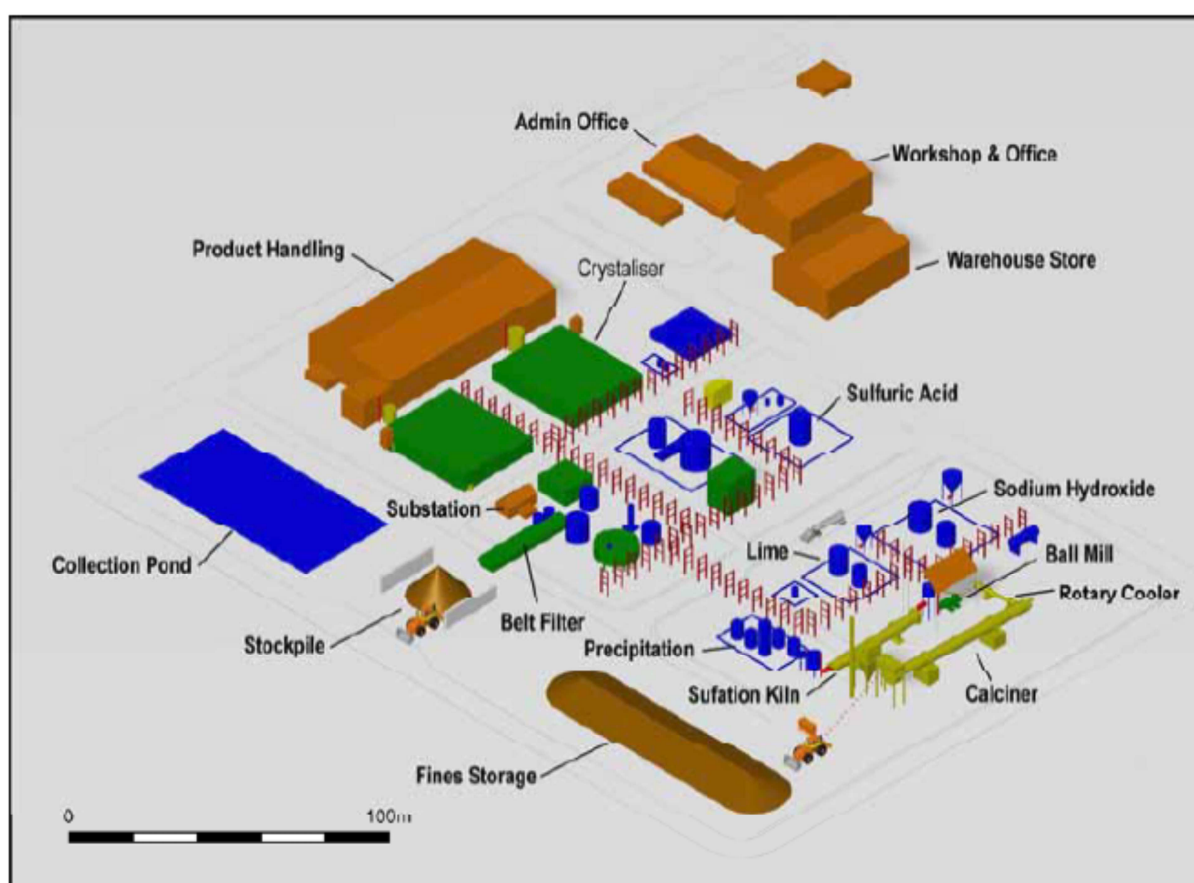 Admin Office
Workshop & Office
Product Handling
Crystaliser
Warehouse Store
Sulfuric Acid
Substation
Sodium Hydroxide
Collection Pond
Lime
Ball Mill
Belt Filter
Rotary Cooler
Stockpile
Precipitation
Sufation Kiln
Calciner
Fines Storage
0 100m